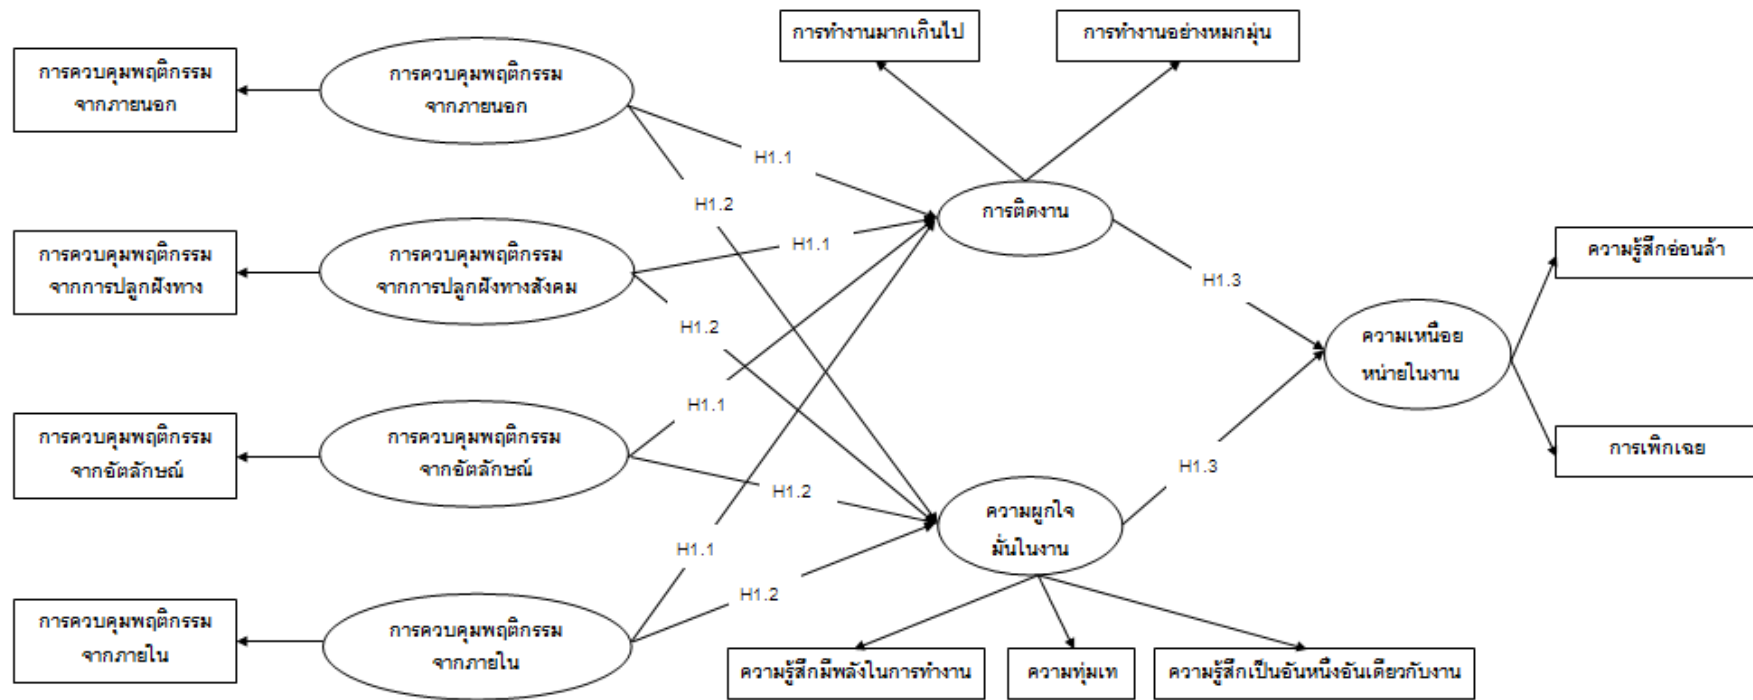 การทำงานมากเกินไป
การทำงานอย่างหมกมุ่น
การควบคุมพฤติกรรม
จากภายนอก
การควบคุมพฤติกรรม
จากภายนอก
H1.1
H1.2
การติดงาน
การควบคุมพฤติกรรม
จากการปลูกฝังทาง
การควบคุมพฤติกรรม
จากการปลูกฝังทางสังคม
H1.1
H1.2
H1.3
ความรู้สึกอ่อนล้า
ความเหนื่อย
หน่ายในงาน
การควบคุมพฤติกรรม
จากอัตลักษณ์
การควบคุมพฤติกรรม
จากอัตลักษณ์
H1.1
H1.2
H1.3
การเพิกเฉย
ความผูกใจ
มั่นในงาน
การควบคุมพฤติกรรม
จากภายใน
การควบคุมพฤติกรรม
จากภายใน
H1.1
H1.2
ความรู้สึกมีพลังในการทำงาน
ความทุ่มเท
ความรู้สึกเป็นอันหนึ่งอันเดียวกับงาน